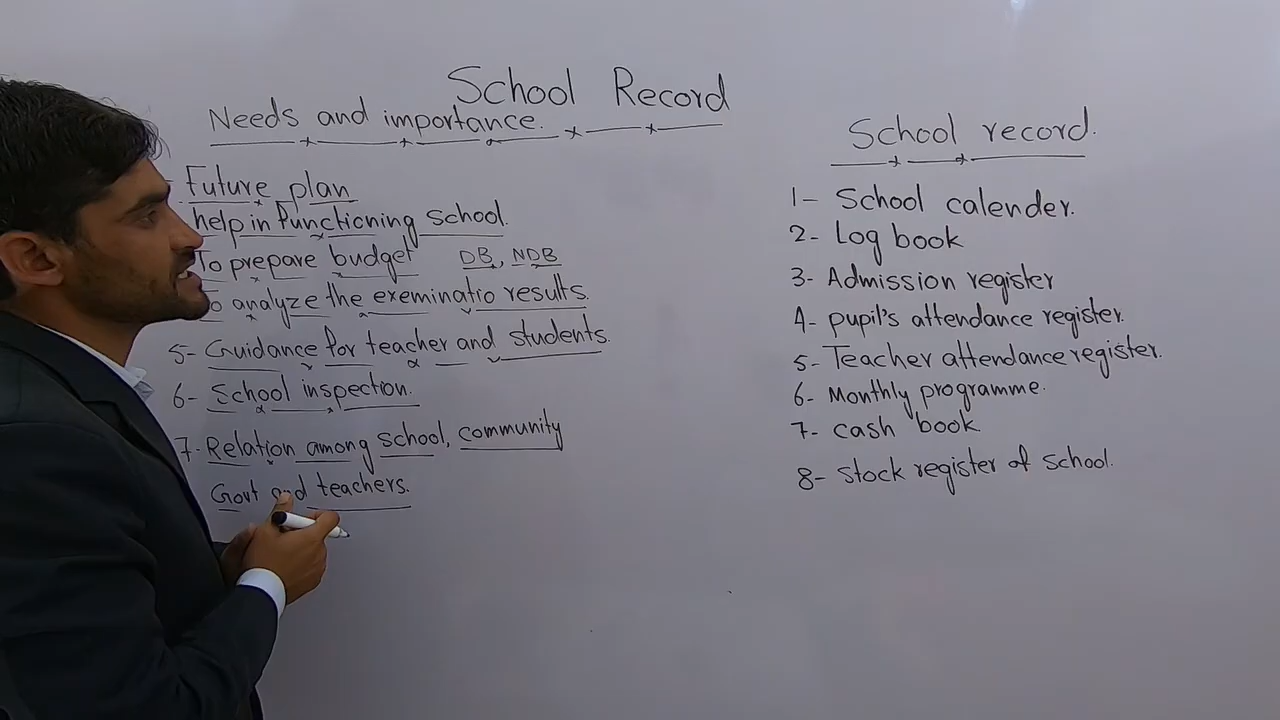 School Record
Needs and importance.
Future plan
help in functioning school.
To prepare budget DB, NDB
To analyze the exeminatio results.
5- Guidance for teacher and students.
6- School inspection.
7- Relation among school, community
Govt and teachers.
School record.
1- School calender.
2- Log book
3- Admission register
4- pupil's attendance register.
5- Teacher attendance register.
6- Monthly programme.
7- cash book
8- stock register of school.